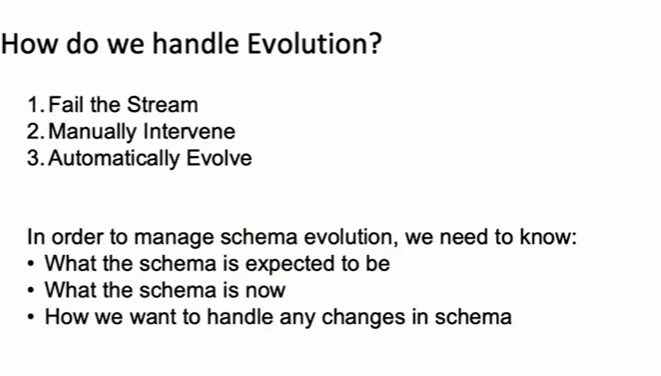 How do we handle Evolution?
1. Fail the Stream
2. Manually Intervene
3. Automatically Evolve
In order to manage schema evolution, we need to know:
• What the schema is expected to be
• What the schema is now
• How we want to handle any changes in schema